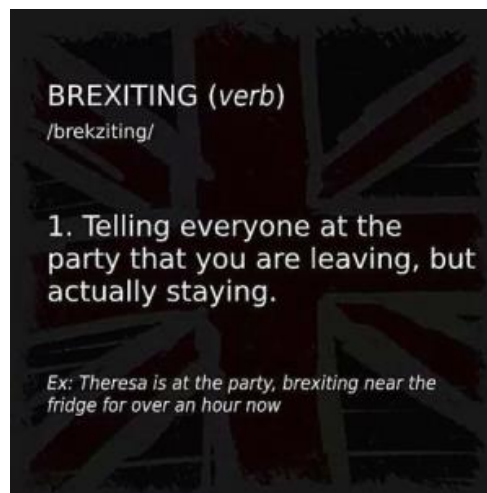 BREXITING (verb)
/brekziting/
1. Telling everyone at the
party that you are leaving, but
actually staying.
Ex: Theresa is at the party, brexiting near the
fridge for over an hour now